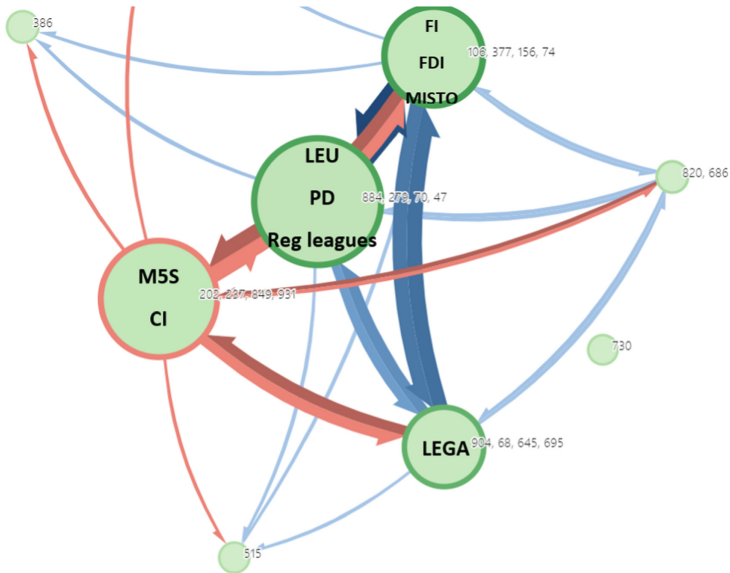 386
FI
FDI
MISTO
106, 377, 156, 74
LEU
PD
Reg leagues
884, 279, 70, 47
820, 686
M5S
CI
202, 237, 849, 931
730
LEGA
904, 68, 645, 695
515